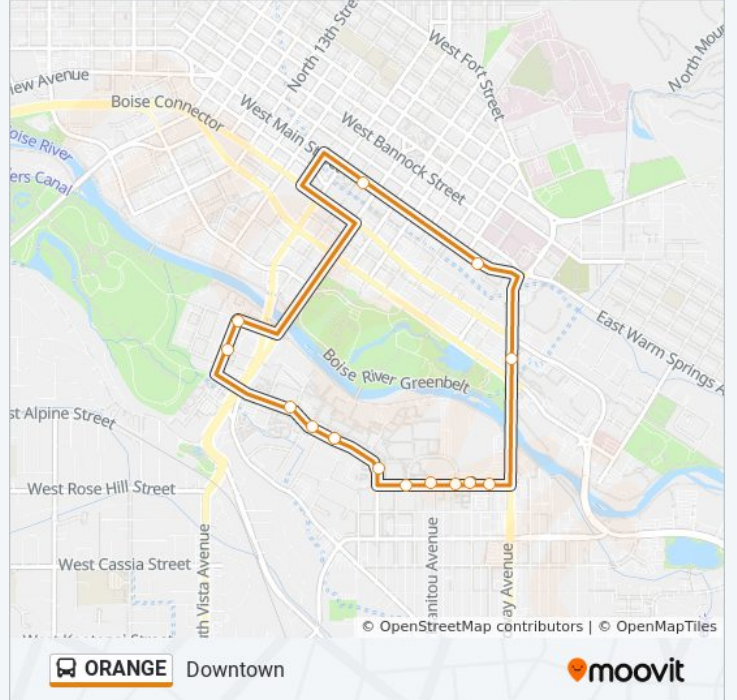 North 13th Stre
West Fort Street
North Mou
iew Avenue
Boise Connector
West Main St
West Bannock Street
oise River
ers Canal
East Warm Springs A
Boise River Greenbelt
st Alpine Street
West Rose Hill Street
anitou Avenue
uth Vista Avenue
ay Avenue
West Cassia Street
© OpenStreetMap contributors | © OpenMapTiles
ORANGE Downtown
moovit